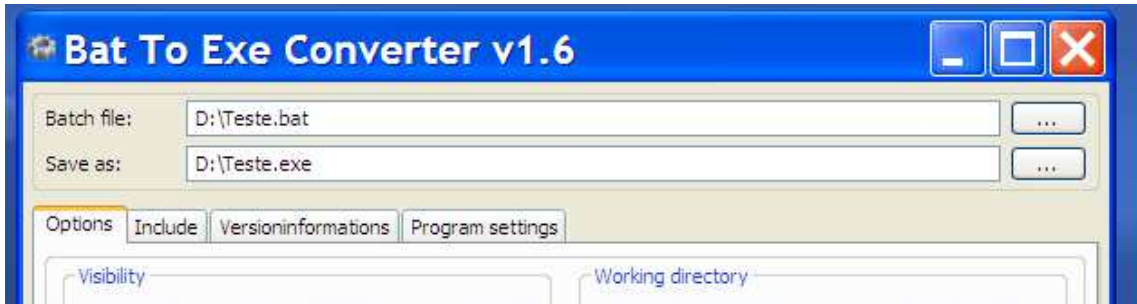 Bat To Exe Converter v1.6
Batch file: D:\Teste.bat ...
Save as: D:\Teste.exe ...
Options Include Versioninformations Program settings
Visibility Working directory